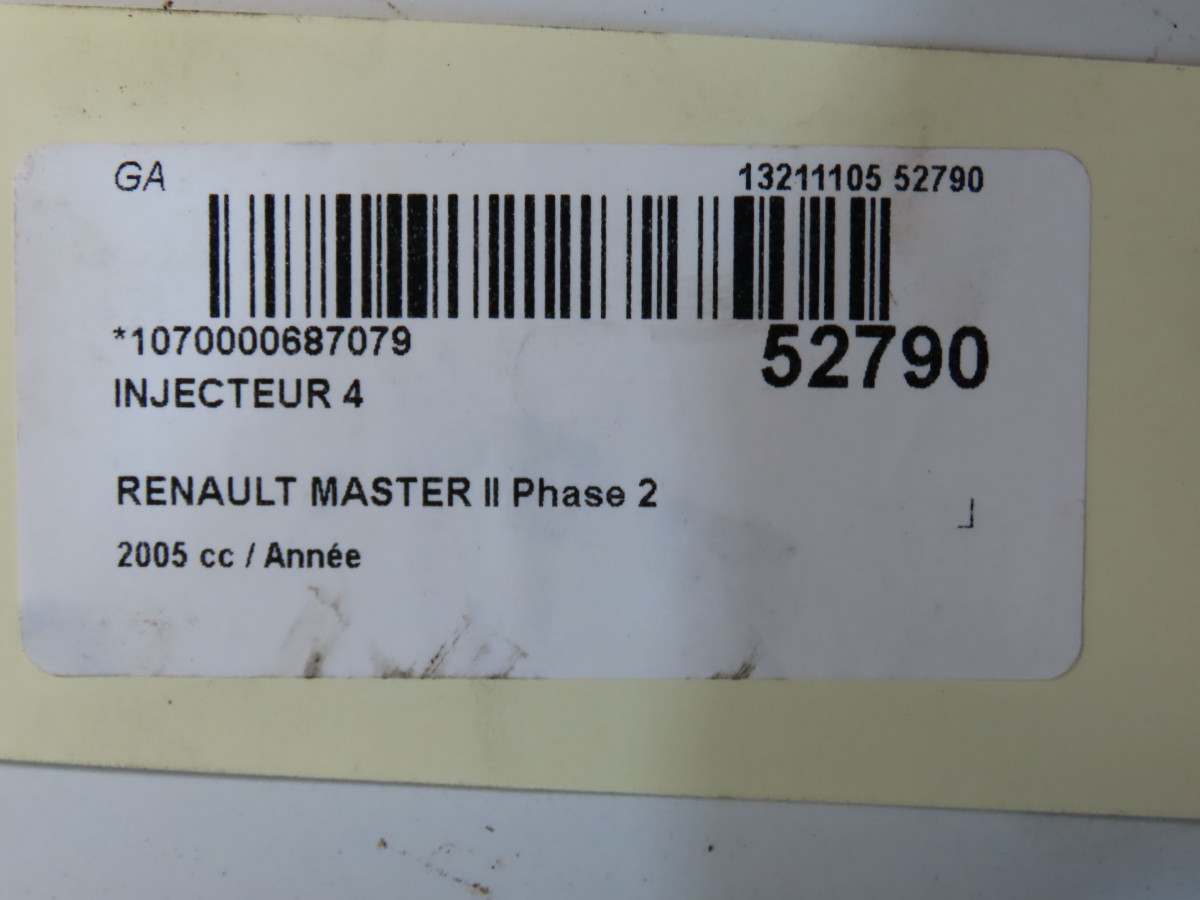 GA 13211105 52790
*1070000687079 52790
INJECTEUR 4
RENAULT MASTER II Phase 2
2005 cc / Année